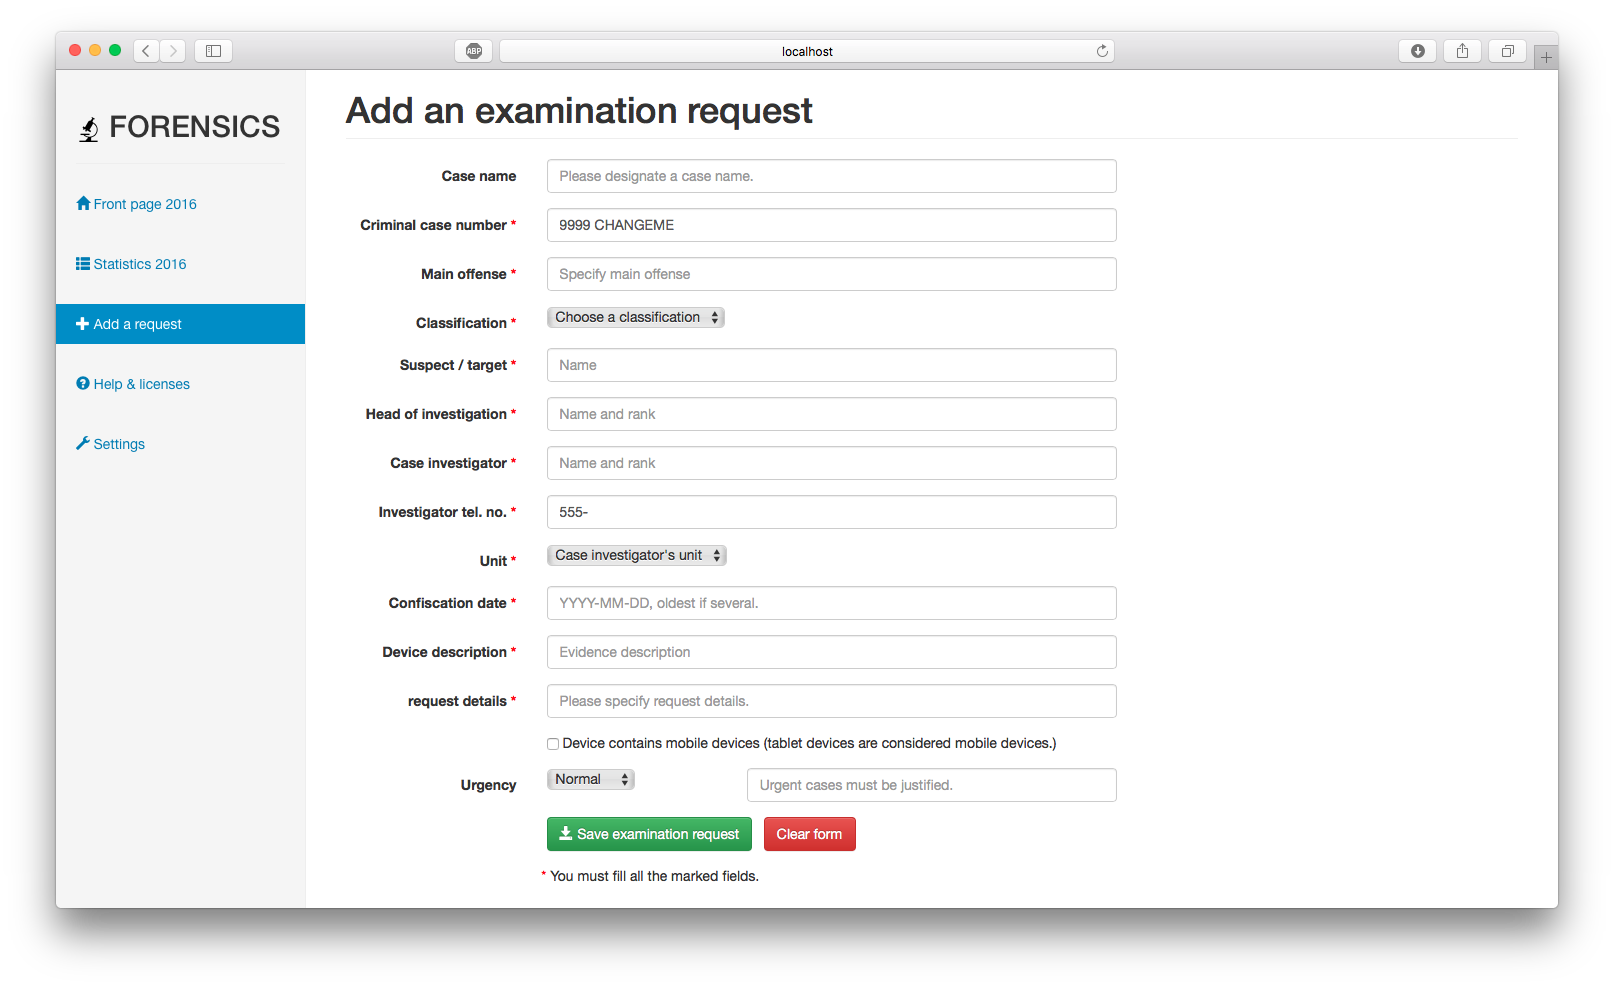 ABP
localhost
FORENSICS
Front page 2016
Statistics 2016
Add a request
Help & licenses
Settings
Add an examination request
Case name Please designate a case name.
Criminal case number * 9999 CHANGEME
Main offense * Specify main offense
Classification * Choose a classification
Suspect / target * Name
Head of investigation * Name and rank
Case investigator * Name and rank
Investigator tel. no. * 555-
Unit * Case investigator's unit
Confiscation date * YYYY-MM-DD, oldest if several.
Device description * Evidence description
request details * Please specify request details.
Device contains mobile devices (tablet devices are considered mobile devices.)
Urgency Normal Urgent cases must be justified.
Save examination request Clear form
* You must fill all the marked fields.